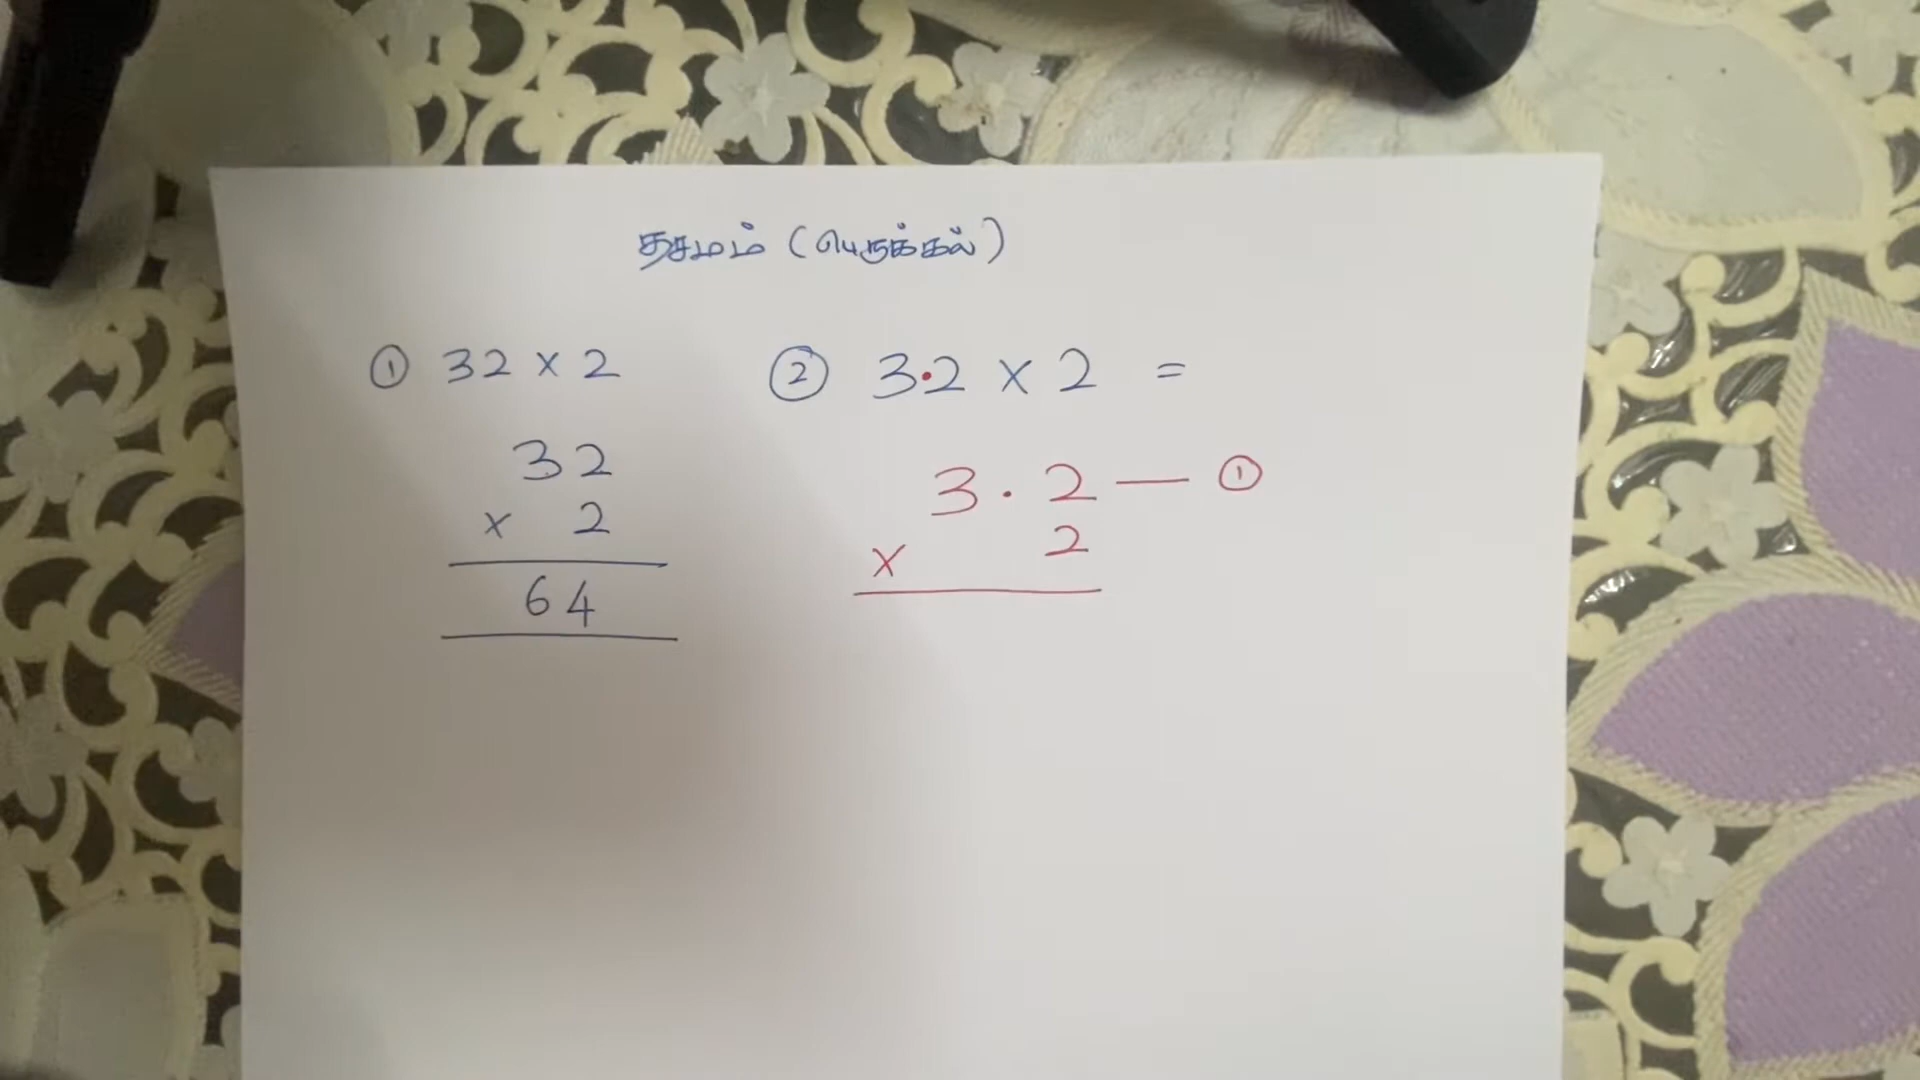 தசமம் (பெருக்கல்)
① 32 × 2
32
× 2
64
② 3.2 × 2 =
3.2 — ①
× 2